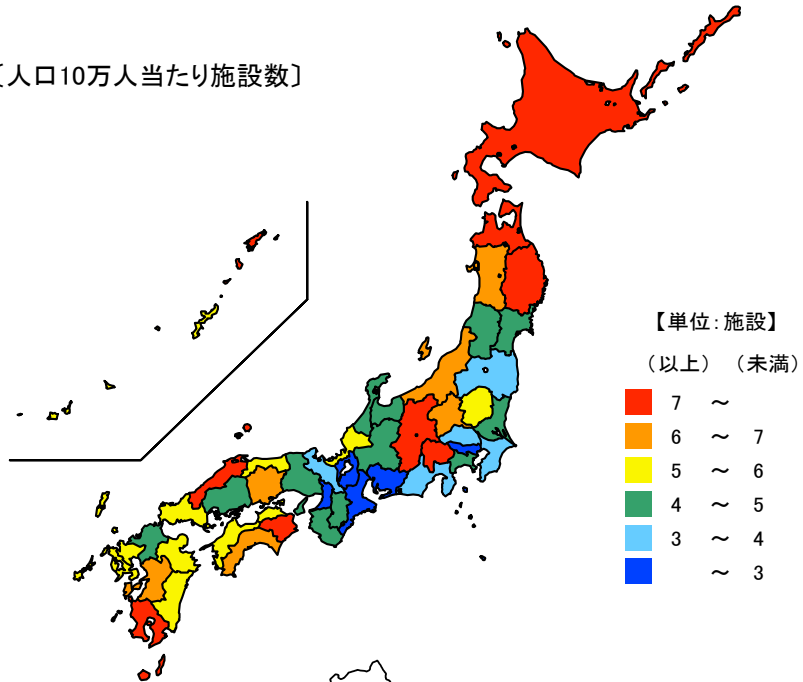 〔人口10万人当たり施設数〕
【単位：施設】
（以上） （未満）
7 ～
6 ～ 7
5 ～ 6
4 ～ 5
3 ～ 4
～ 3